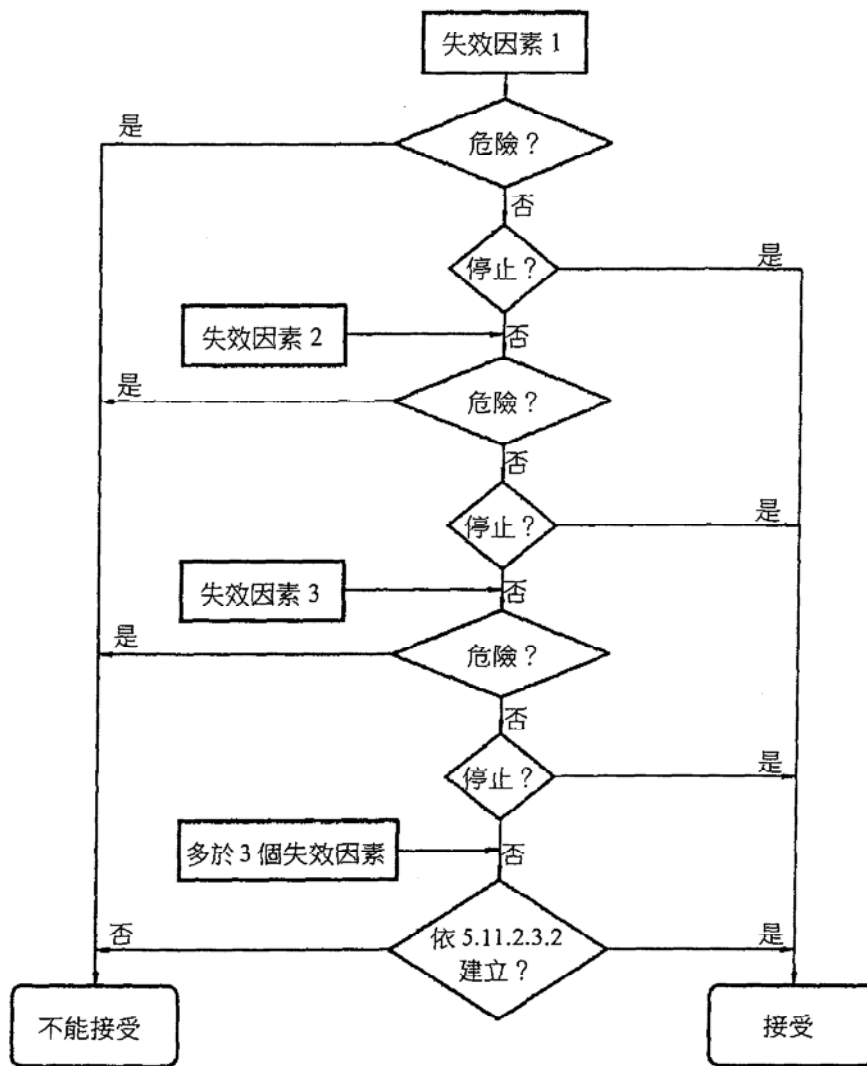 失效因素 1
是
危險？
否
停止？
是
失效因素 2
否
是
危險？
否
停止？
是
失效因素 3
否
是
危險？
否
停止？
是
多於 3 個失效因素
否
否
依 5.11.2.3.2
建立？
是
不能接受
接受